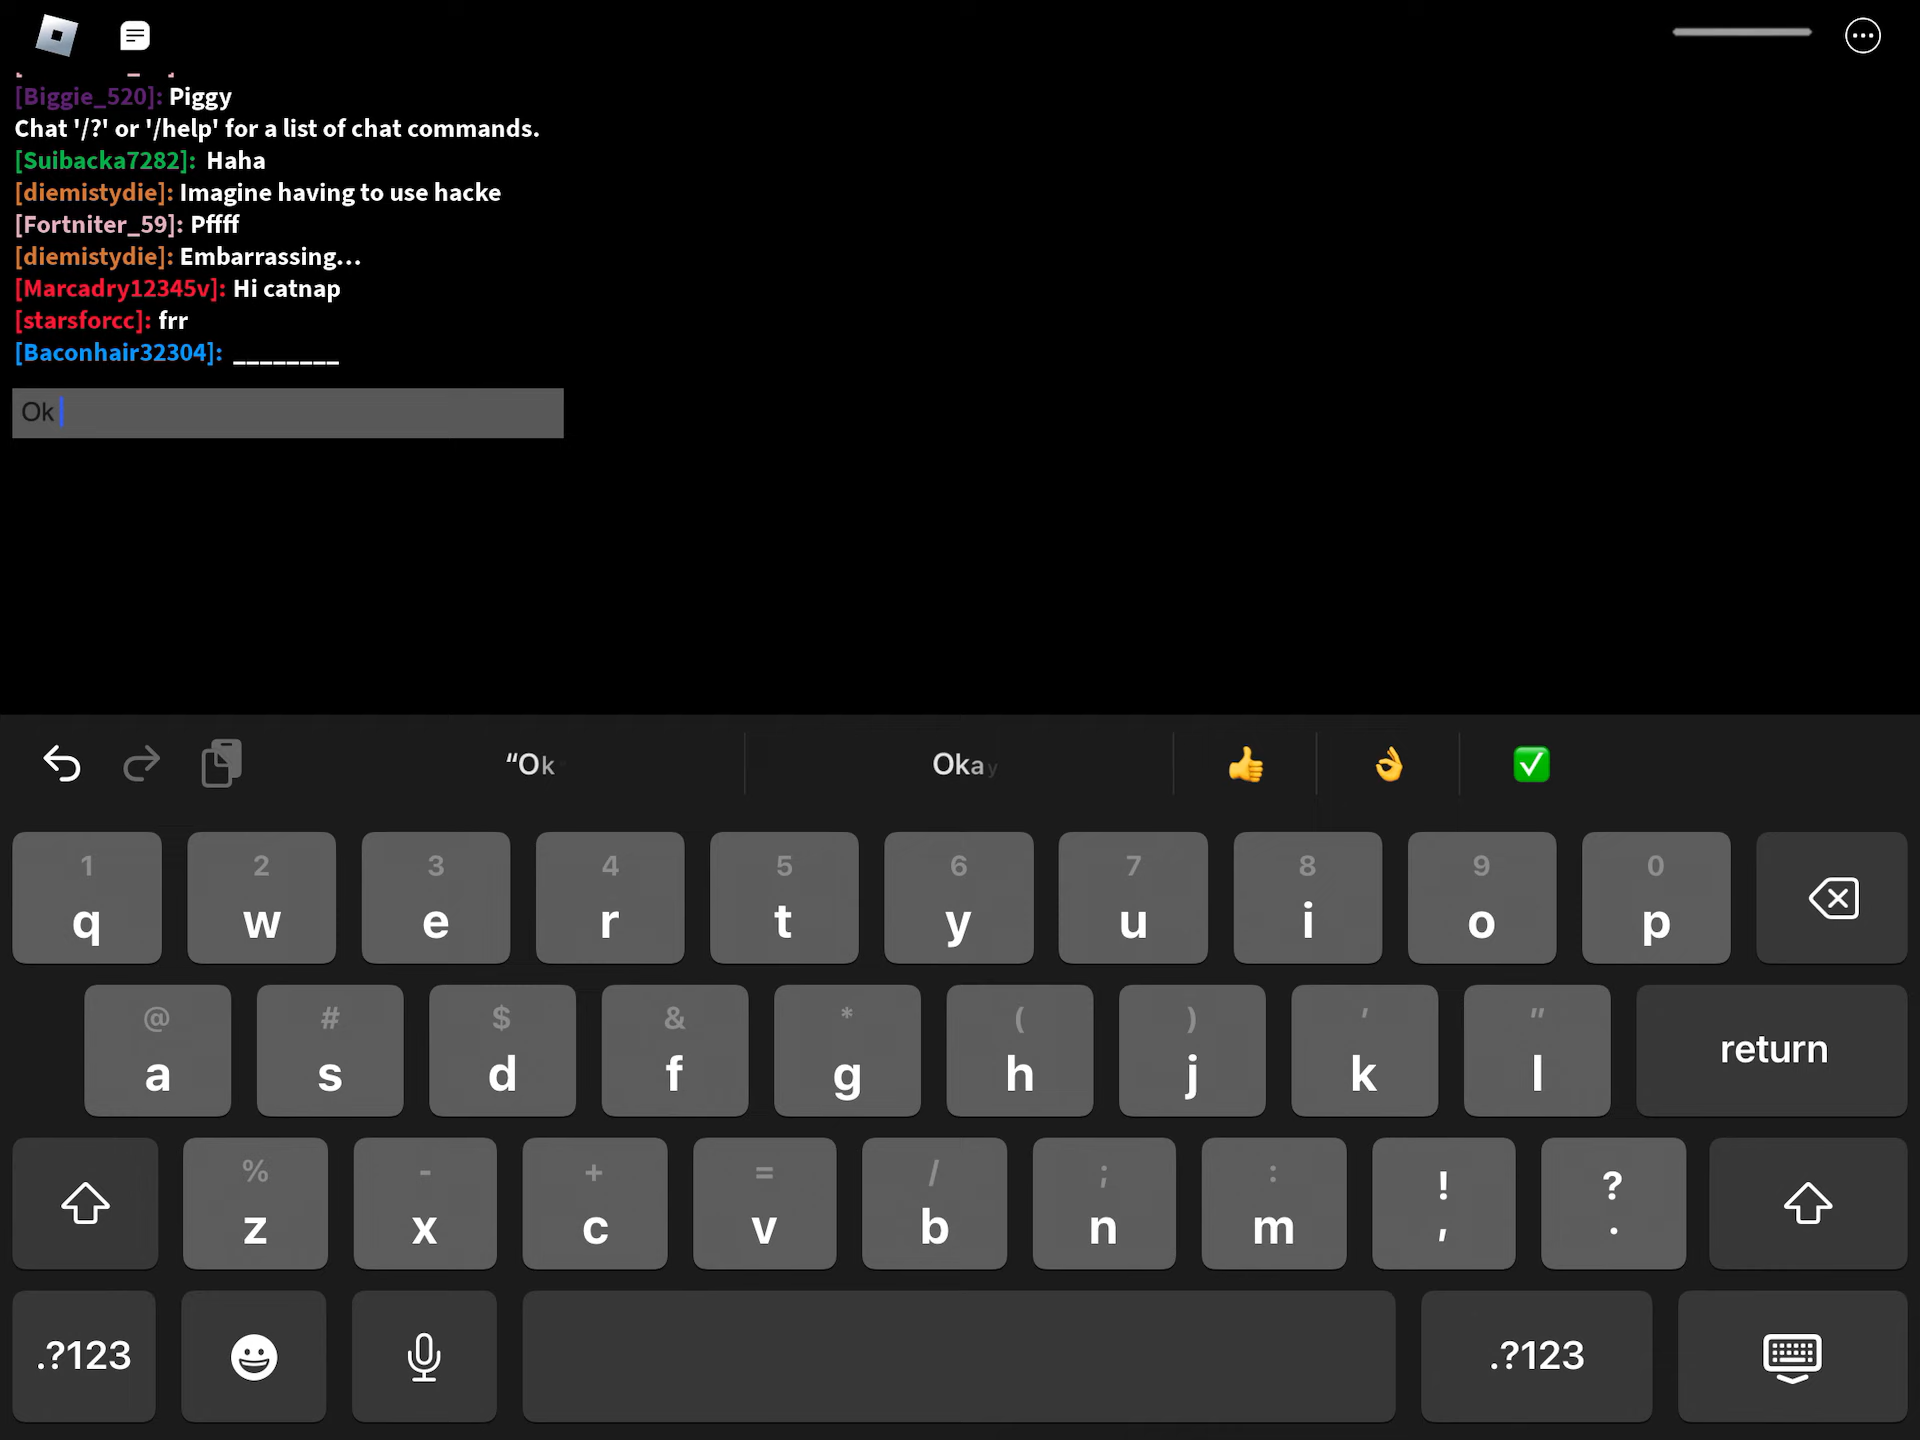 [Biggie_520]: Piggy
Chat '/?' or '/help' for a list of chat commands.
[Suibacka7282]: Haha
[diemistydie]: Imagine having to use hacke
[Fortniter_59]: Pffff
[diemistydie]: Embarrassing...
[Marcadry12345v]: Hi catnap
[starsforcc]: frr
[Baconhair32304]: ________
Ok
“Ok Okay 👍 👌 ✅
1 2 3 4 5 6 7 8 9 0
q w e r t y u i o p
@ # $ & * ( ) ' "
a s d f g h j k l return
% - + = / ; : ! ?
z x c v b n m , .
.?123 .?123